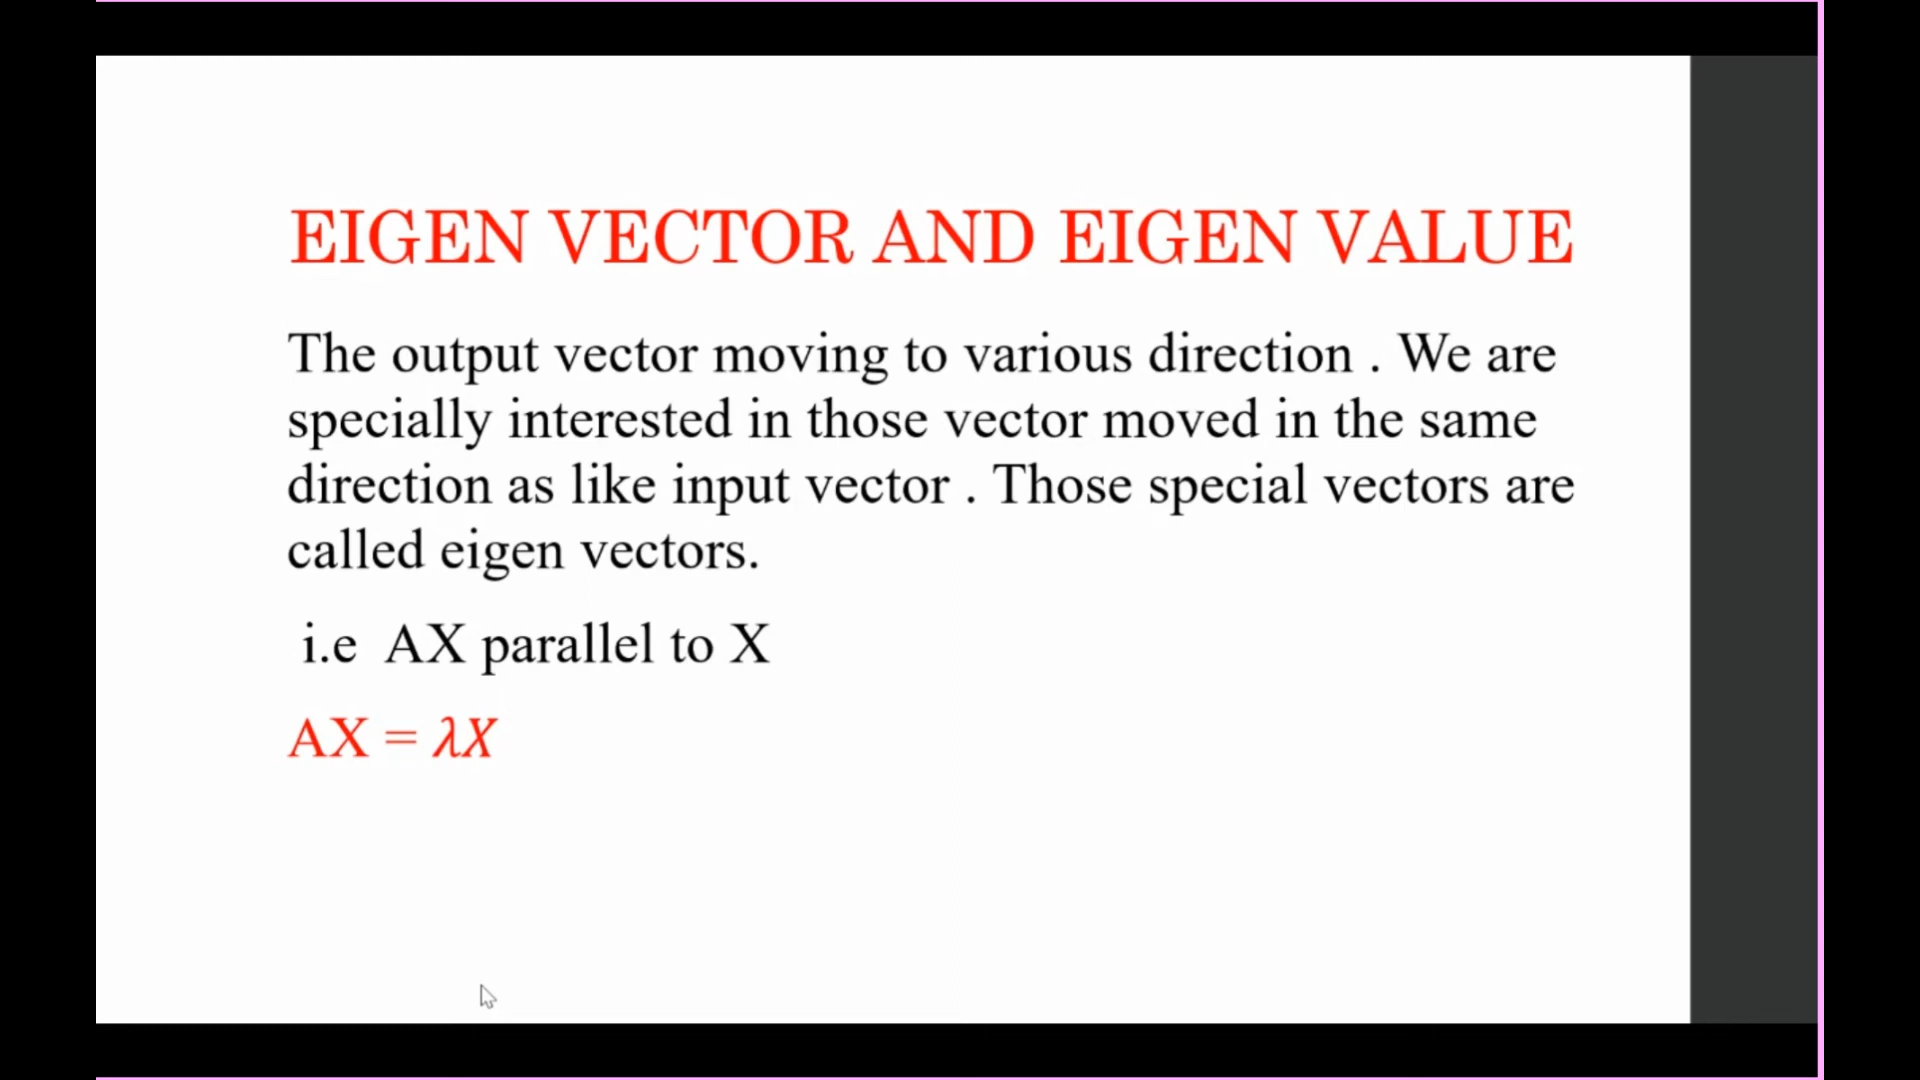 EIGEN VECTOR AND EIGEN VALUE
The output vector moving to various direction . We are
specially interested in those vector moved in the same
direction as like input vector . Those special vectors are
called eigen vectors.
i.e AX parallel to X
AX = λX